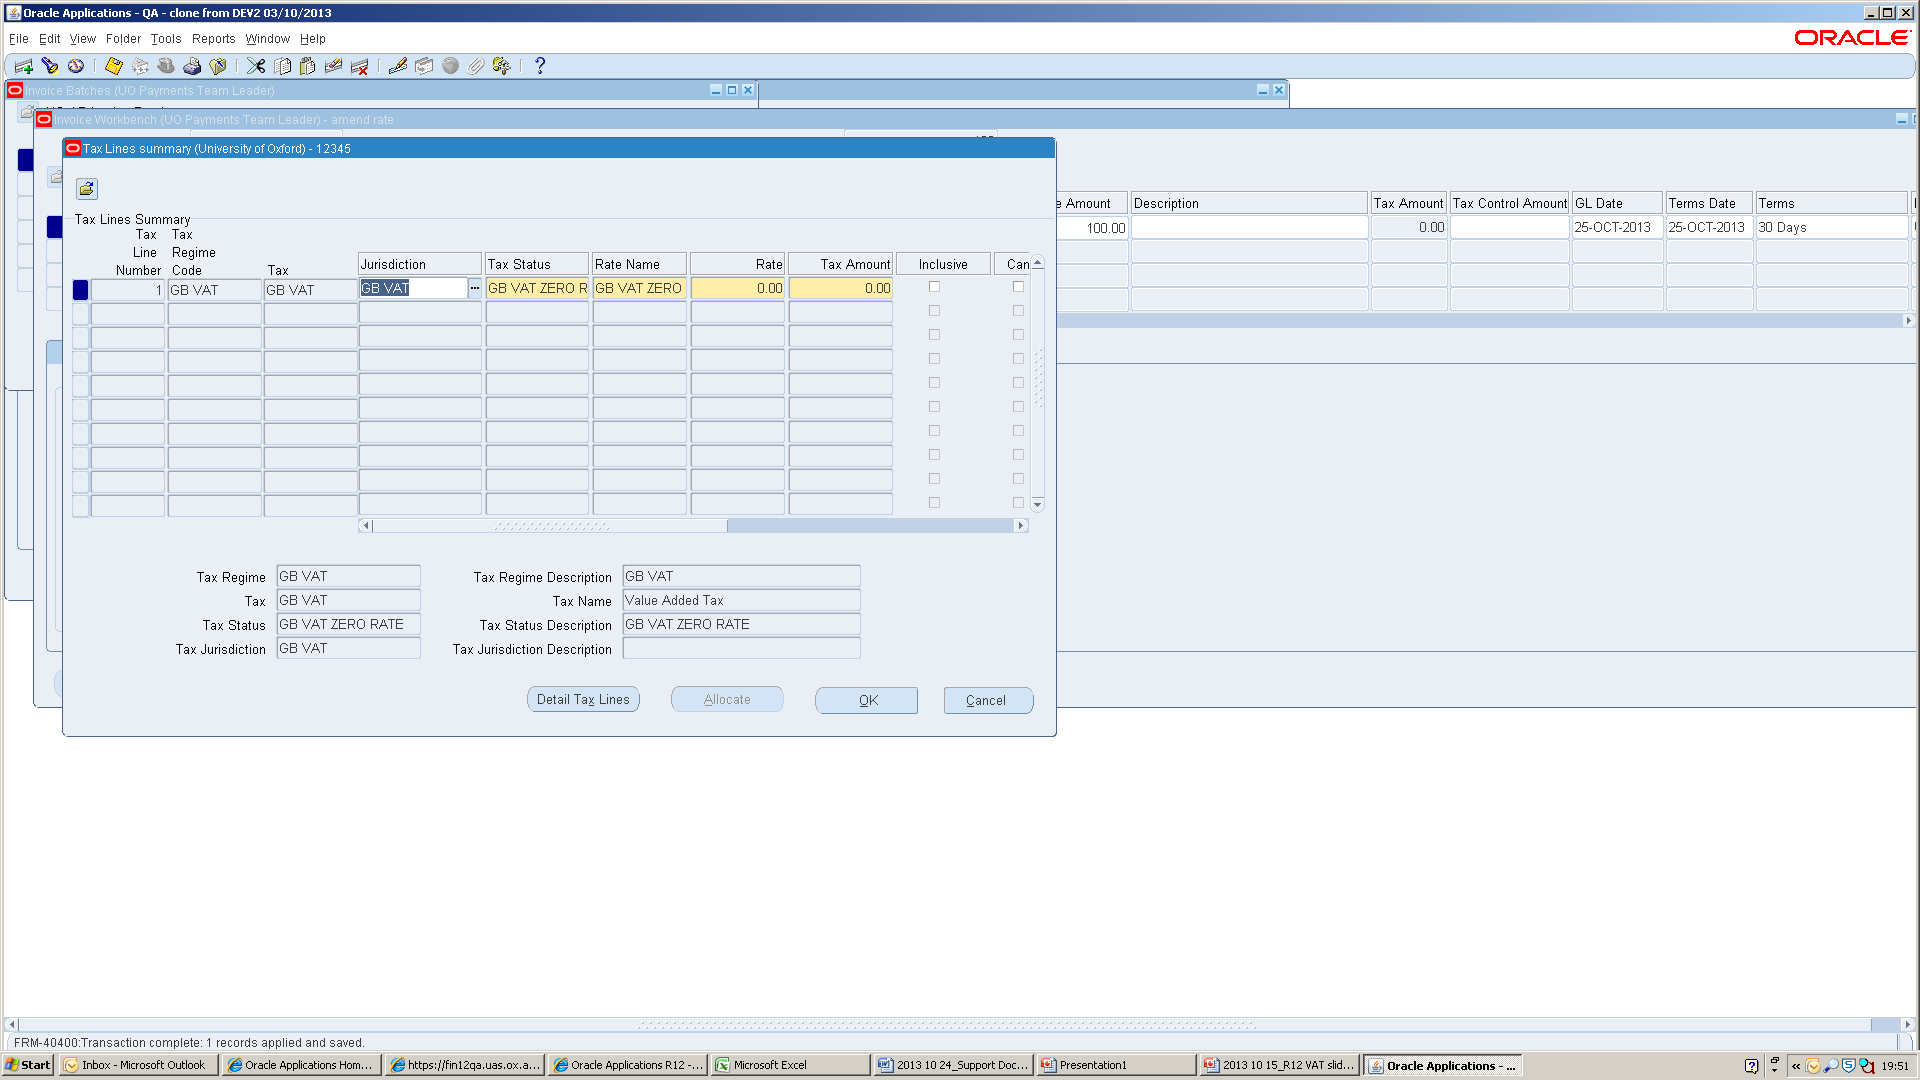 Oracle Applications - QA - clone from DEV2 03/10/2013
File Edit View Folder Tools Reports Window Help
ORACLE
Invoice Batches (UO Payments Team Leader)
Invoice Workbench (UO Payments Team Leader) - amend rate
Tax Lines summary (University of Oxford) - 12345
e Amount Description Tax Amount Tax Control Amount GL Date Terms Date Terms
100.00 0.00 25-OCT-2013 25-OCT-2013 30 Days
Tax Lines Summary
Tax Tax
Line Regime
Number Code Tax Jurisdiction Tax Status Rate Name Rate Tax Amount Inclusive Can
1 GB VAT GB VAT GB VAT ... GB VAT ZERO R GB VAT ZERO 0.00 0.00
Tax Regime GB VAT Tax Regime Description GB VAT
Tax GB VAT Tax Name Value Added Tax
Tax Status GB VAT ZERO RATE Tax Status Description GB VAT ZERO RATE
Tax Jurisdiction GB VAT Tax Jurisdiction Description
Detail Tax Lines Allocate OK Cancel
FRM-40400:Transaction complete: 1 records applied and saved.
Start Inbox - Microsoft Outlook Oracle Applications Hom... https://fin12qa.uas.ox.a... Oracle Applications R12 -... Microsoft Excel 2013 10 24_Support Doc... Presentation1 2013 10 15_R12 VAT slid... Oracle Applications - ... 19:51